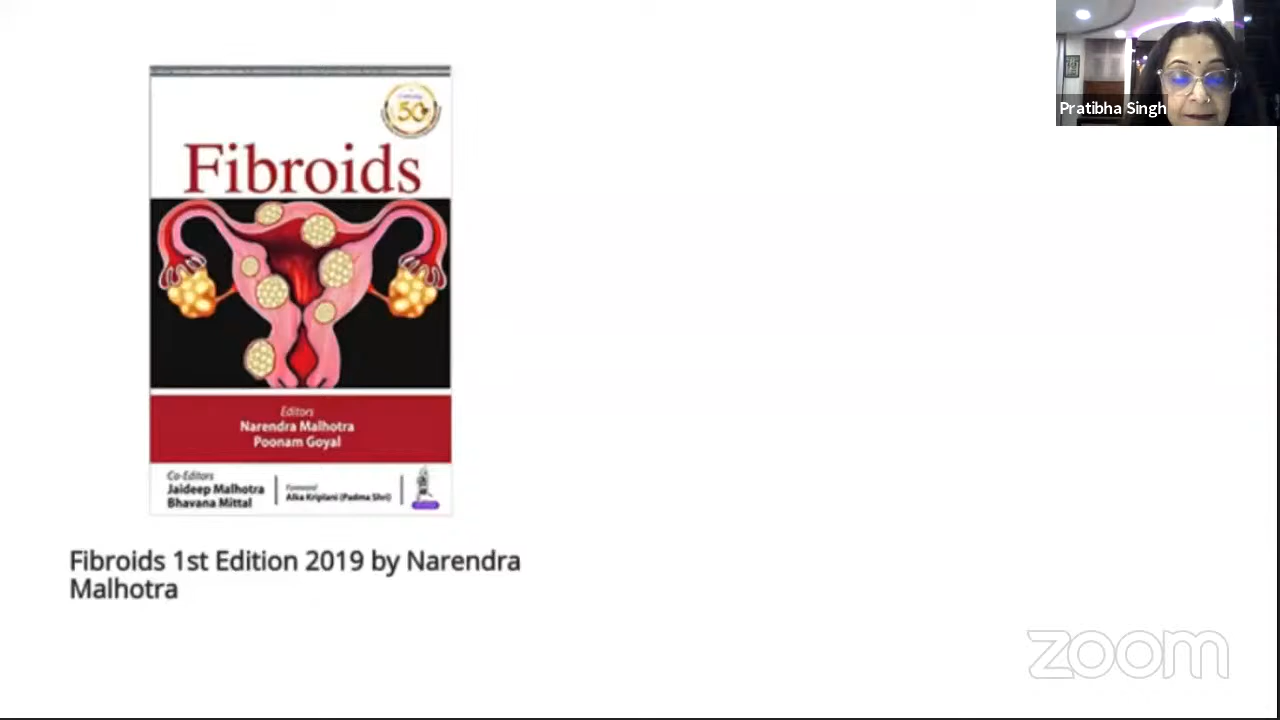 Pratibha Singh
50
Fibroids
Editors
Narendra Malhotra
Poonam Goyal
Co-Editors
Jaideep Malhotra
Bhavana Mittal
Foreword
Alka Kriplani (Padma Shri)
Fibroids 1st Edition 2019 by Narendra
Malhotra
zoom